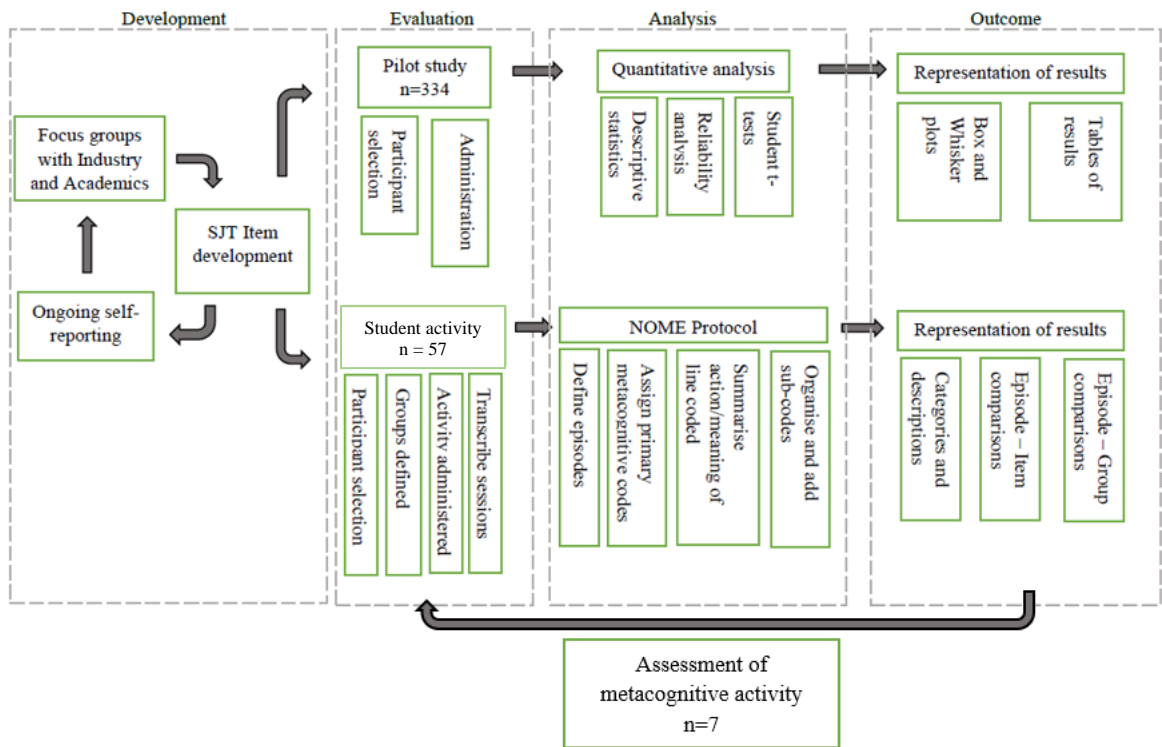 Development
Evaluation
Analysis
Outcome
Focus groups
with Industry
and Academics
SJT Item
development
Ongoing self-
reporting
Pilot study
n=334
Participant
selection
Administration
Quantitative analysis
Descriptive
statistics
Reliability
analysis
Student t-
tests
Representation of results
Box and
Whisker
plots
Tables of
results
Student activity
n = 57
Participant selection
Groups defined
Activity administered
Transcribe sessions
NOME Protocol
Define episodes
Assign primary
metacognitive codes
Summarise
action/meaning of
line coded
Organise and add
sub-codes
Representation of results
Categories and
descriptions
Episode – Item
comparisons
Episode – Group
comparisons
Assessment of
metacognitive activity
n=7